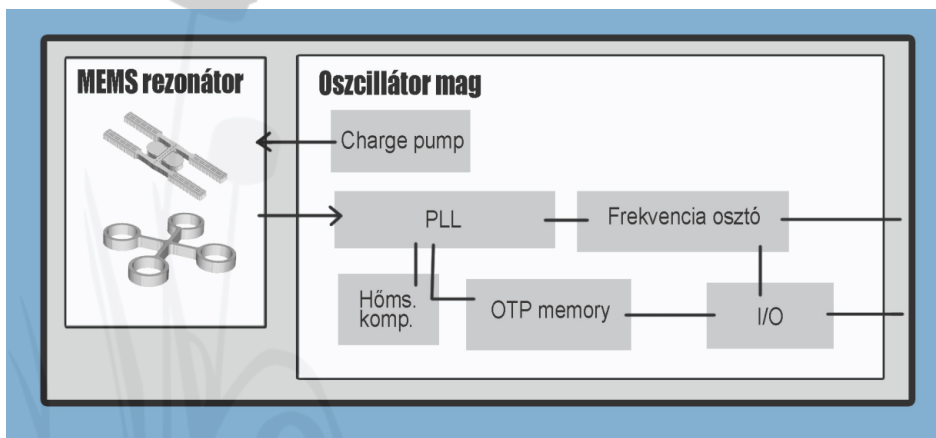 MEMS rezonátor
Oszcillátor mag
Charge pump
PLL
Frekvencia osztó
Hőms.
komp.
OTP memory
I/O